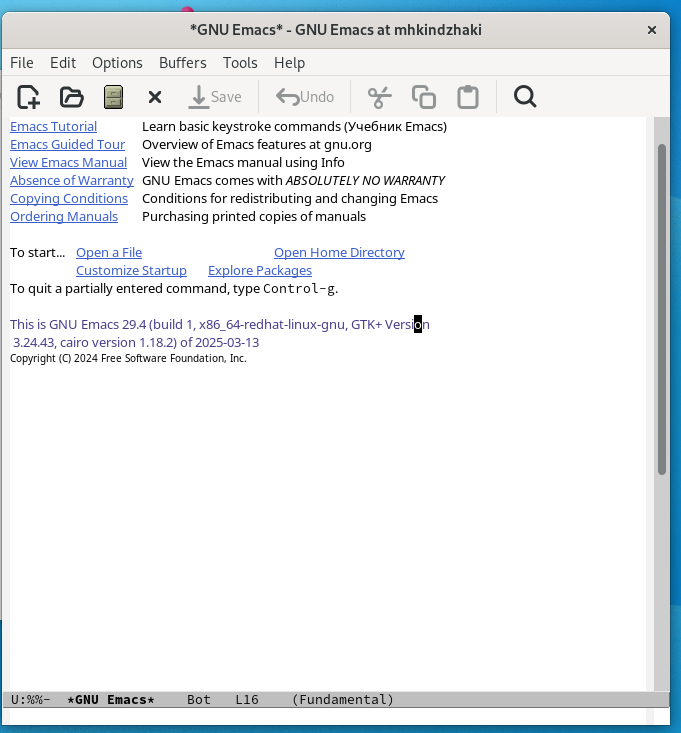 *GNU Emacs* - GNU Emacs at mhkindzhaki
File Edit Options Buffers Tools Help
Save Undo
Emacs Tutorial Learn basic keystroke commands (Учебник Emacs)
Emacs Guided Tour Overview of Emacs features at gnu.org
View Emacs Manual View the Emacs manual using Info
Absence of Warranty GNU Emacs comes with ABSOLUTELY NO WARRANTY
Copying Conditions Conditions for redistributing and changing Emacs
Ordering Manuals Purchasing printed copies of manuals
To start... Open a File Open Home Directory
Customize Startup Explore Packages
To quit a partially entered command, type Control-g.
This is GNU Emacs 29.4 (build 1, x86_64-redhat-linux-gnu, GTK+ Version
3.24.43, cairo version 1.18.2) of 2025-03-13
Copyright (C) 2024 Free Software Foundation, Inc.
U:%%- *GNU Emacs* Bot L16 (Fundamental)